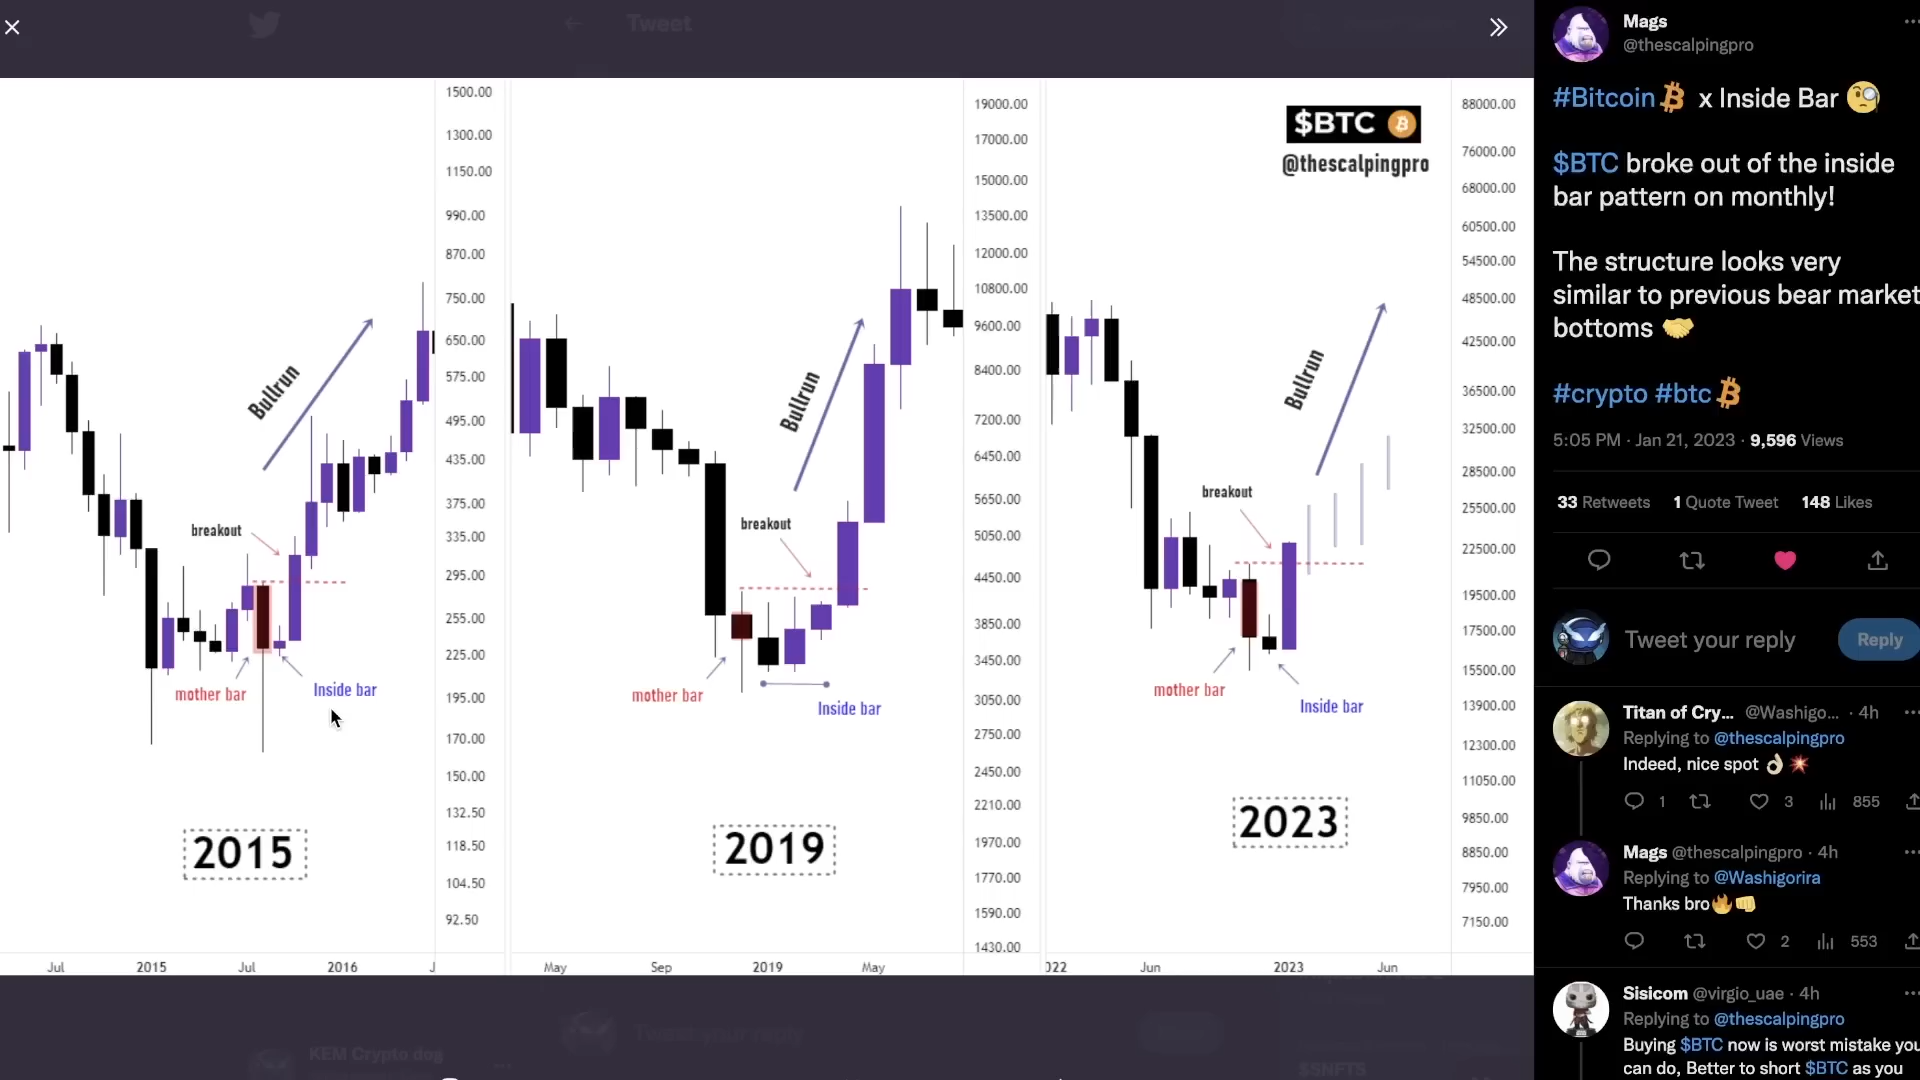 Tweet
1500.00
1300.00
1150.00
990.00
870.00
750.00
650.00
575.00
495.00
435.00
375.00
335.00
295.00
255.00
225.00
195.00
170.00
150.00
132.50
118.50
104.50
92.50
Bullrun
breakout
mother bar
Inside bar
2015
Jul
2015
Jul
2016
J
19000.00
17000.00
15000.00
13500.00
12000.00
10800.00
9600.00
8400.00
7200.00
6450.00
5650.00
5050.00
4450.00
3850.00
3450.00
3050.00
2750.00
2450.00
2210.00
1970.00
1770.00
1590.00
1430.00
Bullrun
breakout
mother bar
Inside bar
2019
May
Sep
2019
May
$BTC
@thescalpingpro
88000.00
76000.00
68000.00
60500.00
54500.00
48500.00
42500.00
36500.00
32500.00
28500.00
25500.00
22500.00
19500.00
17500.00
15500.00
13900.00
12300.00
11050.00
9850.00
8850.00
7950.00
7150.00
Bullrun
breakout
mother bar
Inside bar
2023
022
Jun
2023
Jun
Tweet your reply
KEM Crypto dog
$SNFTS
Mags
@thescalpingpro
#Bitcoin x Inside Bar 🧐
$BTC broke out of the inside
bar pattern on monthly!
The structure looks very
similar to previous bear market
bottoms 🤝
#crypto #btc
5:05 PM · Jan 21, 2023 · 9,596 Views
33 Retweets 1 Quote Tweet 148 Likes
Tweet your reply
Reply
Titan of Cry... @Washigo... · 4h
Replying to @thescalpingpro
Indeed, nice spot 👌💥
1 3 855
Mags @thescalpingpro · 4h
Replying to @Washigorira
Thanks bro🔥👊
2 553
Sisicom @virgio_uae · 4h
Replying to @thescalpingpro
Buying $BTC now is worst mistake you
can do, Better to short $BTC as you